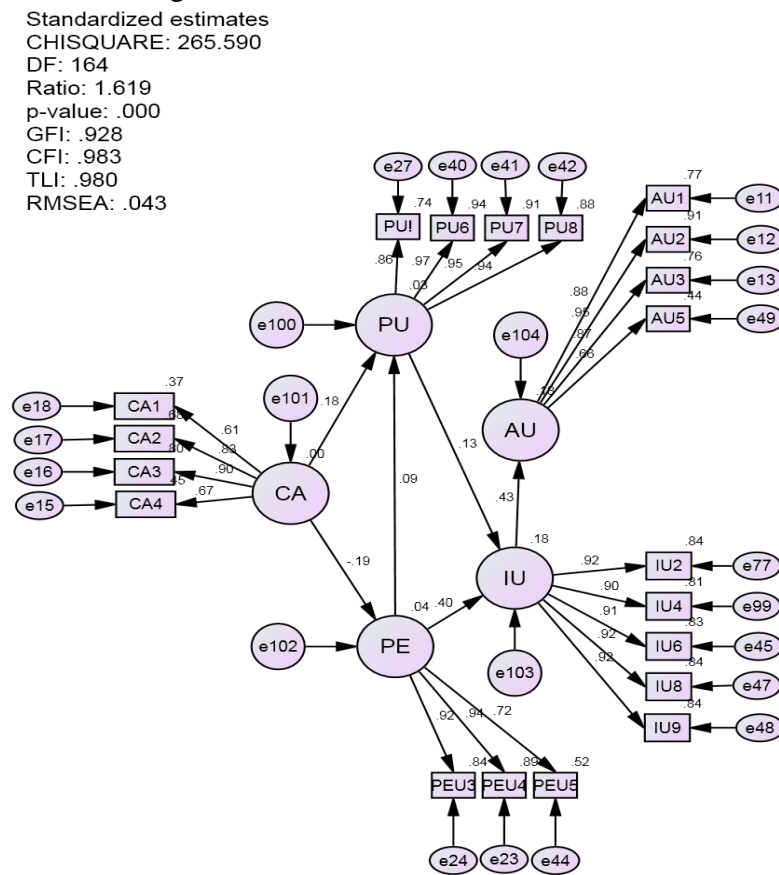 Standardized estimates
CHISQUARE: 265.590
DF: 164
Ratio: 1.619
p-value: .000
GFI: .928
CFI: .983
TLI: .980
RMSEA: .043
e27 e40 e41 e42
.74 .94 .91 .88
PU! PU6 PU7 PU8
.86 .97 .95 .94
.03
e100 PU
.77
AU1 e11
.91
AU2 e12
.76
AU3 e13
.44
AU5 e49
.88
.95
.87
.66
e104
.18
AU
e101
.18
.00
CA
.37
e18 CA1 .61
.68
e17 CA2 .83
.80
e16 CA3 .90
.45
e15 CA4 .67
.13
.09
.43
-.19
.18
IU
.84
.92 IU2 e77
.81
.90 IU4 e99
.83
.91 IU6 e45
.84
.92 IU8 e47
.84
.92 IU9 e48
.04 .40
e102 PE
e103
.92 .94 .72
.84 .89 .52
PEU3 PEU4 PEU5
e24 e23 e44